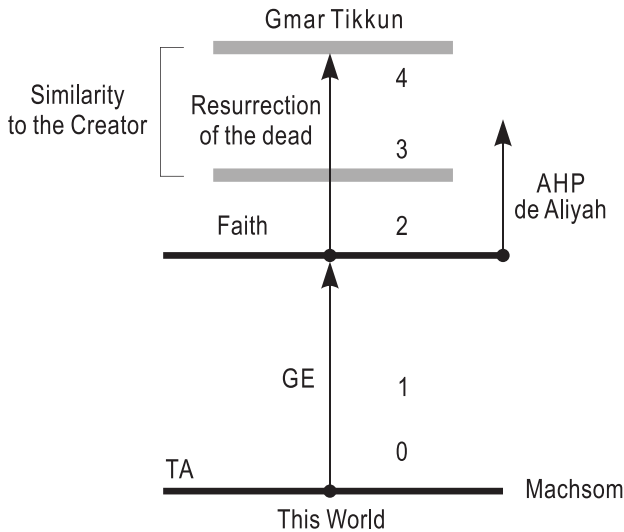 Gmar Tikkun
4
Similarity
to the Creator
Resurrection
of the dead
3
AHP
de Aliyah
Faith
2
GE
1
0
TA
Machsom
This World